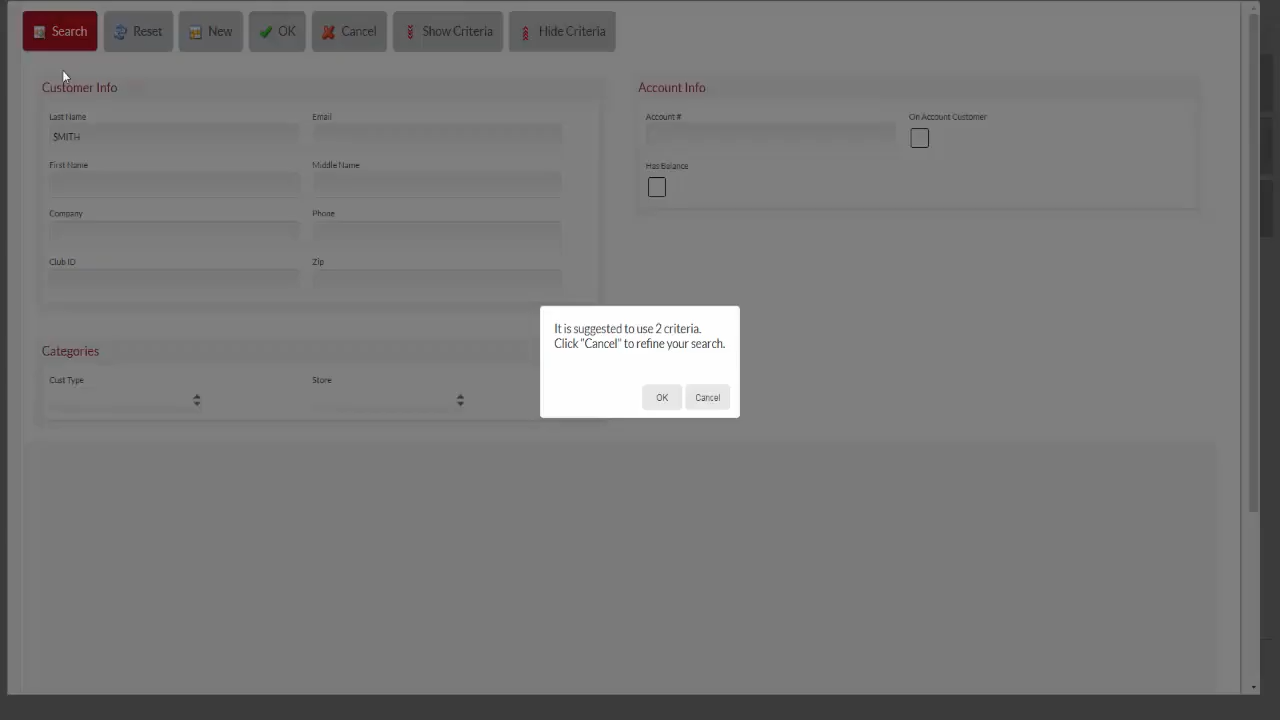 Search Reset New OK Cancel Show Criteria Hide Criteria
Customer Info
Last Name Email
SMITH
First Name Middle Name
Company Phone
Club ID Zip
Account Info
Account # On Account Customer
Has Balance
Categories
Cust Type Store
It is suggested to use 2 criteria.
Click "Cancel" to refine your search.
OK Cancel